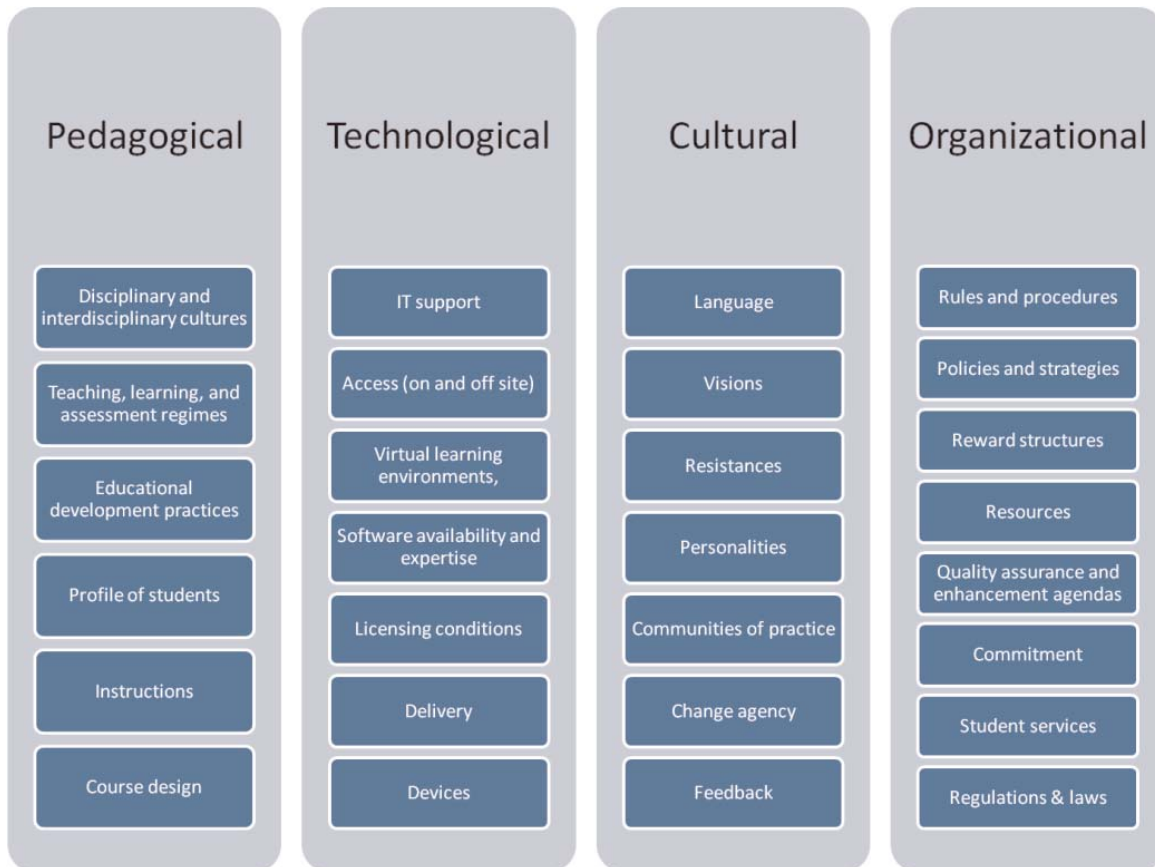 Pedagogical
Disciplinary and
interdisciplinary cultures
Teaching, learning, and
assessment regimes
Educational
development practices
Profile of students
Instructions
Course design
Technological
IT support
Access (on and off site)
Virtual learning
environments,
Software availability and
expertise
Licensing conditions
Delivery
Devices
Cultural
Language
Visions
Resistances
Personalities
Communities of practice
Change agency
Feedback
Organizational
Rules and procedures
Policies and strategies
Reward structures
Resources
Quality assurance and
enhancement agendas
Commitment
Student services
Regulations & laws